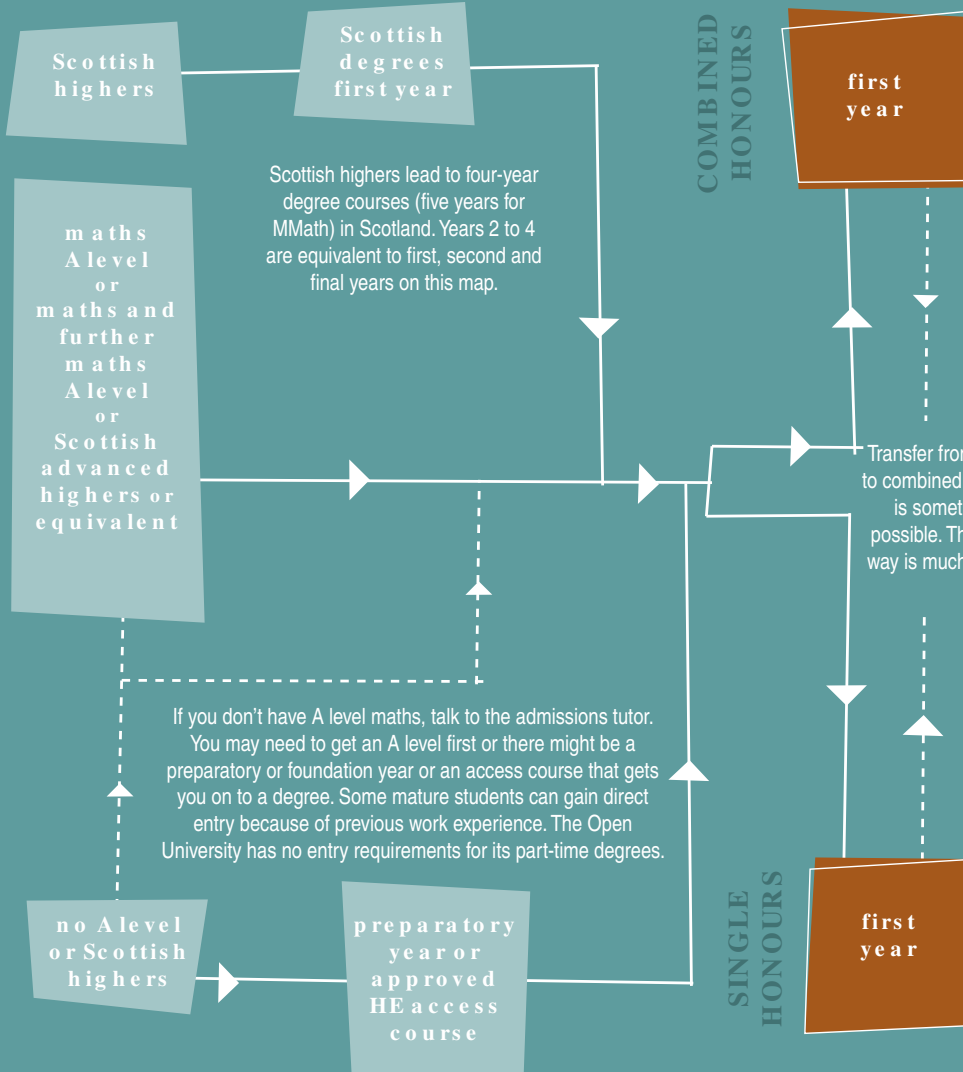 Scottish
highers
Scottish
degrees
first year
COMBINED
HONOURS
first
year
Scottish highers lead to four-year
degree courses (five years for
MMath) in Scotland. Years 2 to 4
are equivalent to first, second and
final years on this map.
maths
A level
or
maths and
further
maths
A level
or
Scottish
advanced
highers or
equivalent
Transfer from
to combined
is somet
possible. Th
way is much
If you don’t have A level maths, talk to the admissions tutor.
You may need to get an A level first or there might be a
preparatory or foundation year or an access course that gets
you on to a degree. Some mature students can gain direct
entry because of previous work experience. The Open
University has no entry requirements for its part-time degrees.
no A level
or Scottish
highers
preparatory
year or
approved
HE access
course
SINGLE
HONOURS
first
year